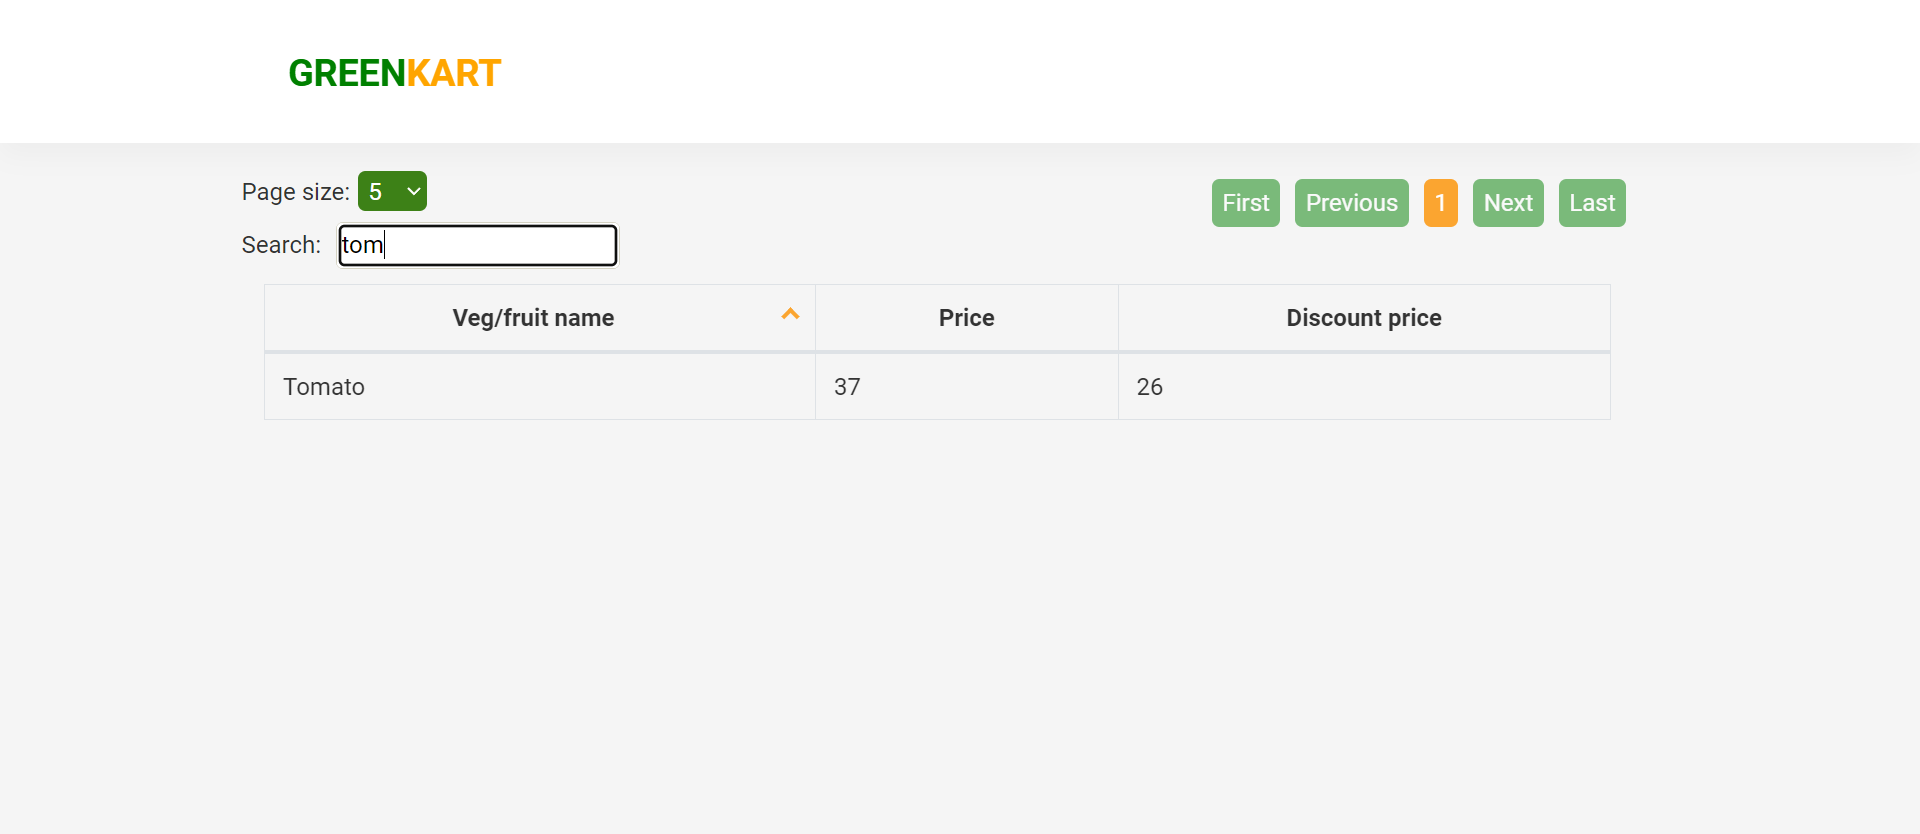 GREENKART
Page size: 5
First Previous 1 Next Last
Search: tom
Veg/fruit name Price Discount price
Tomato 37 26